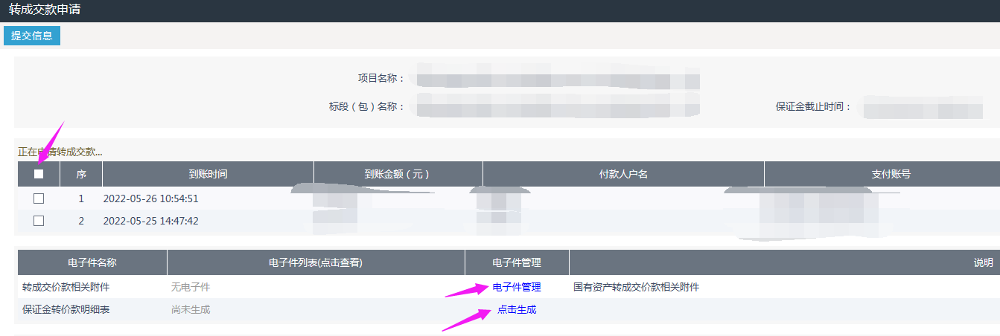 转成交款申请
提交信息
项目名称：
标段（包）名称： 保证金截止时间：
正在申请转成交款...
序 到账时间 到账金额（元） 付款人户名 支付账号
1 2022-05-26 10:54:51
2 2022-05-25 14:47:42
电子件名称 电子件列表(点击查看) 电子件管理 说明
转成交价款相关附件 无电子件 电子件管理 国有资产转成交价款相关附件
保证金转价款明细表 尚未生成 点击生成